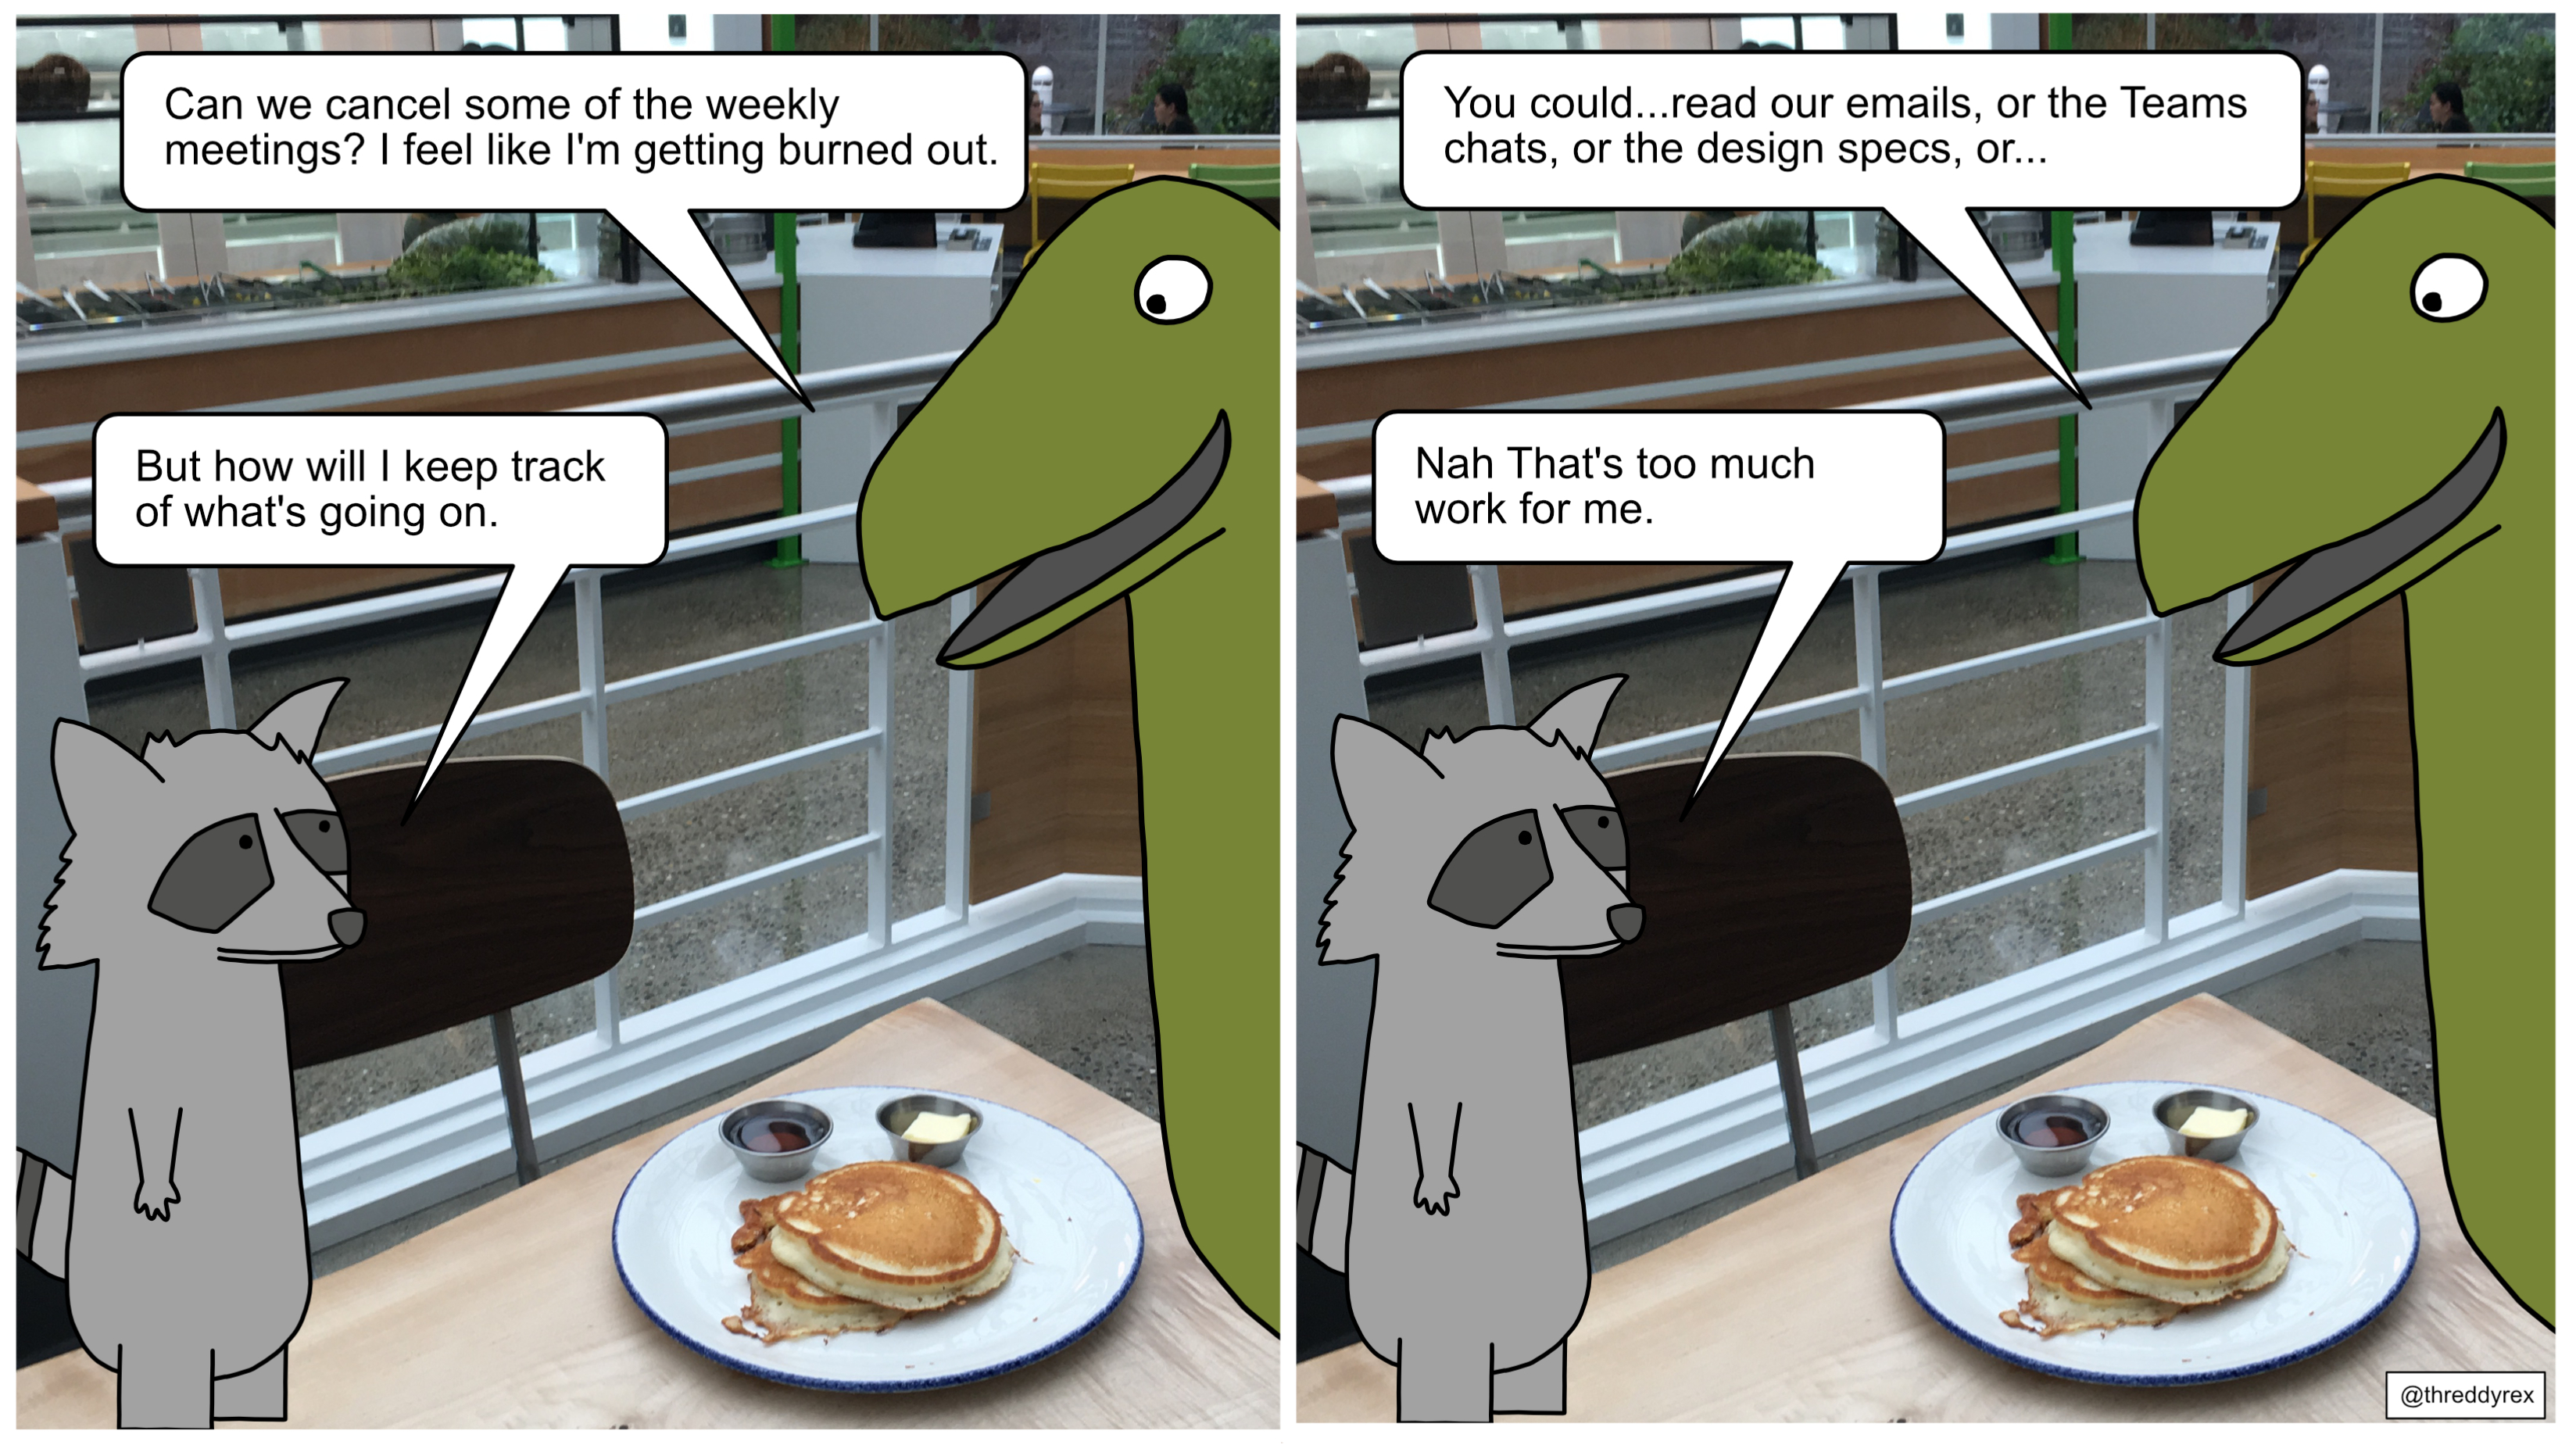 Can we cancel some of the weekly
meetings? I feel like I'm getting burned out.
But how will I keep track
of what's going on.
You could...read our emails, or the Teams
chats, or the design specs, or...
Nah That's too much
work for me.
@threddyrex